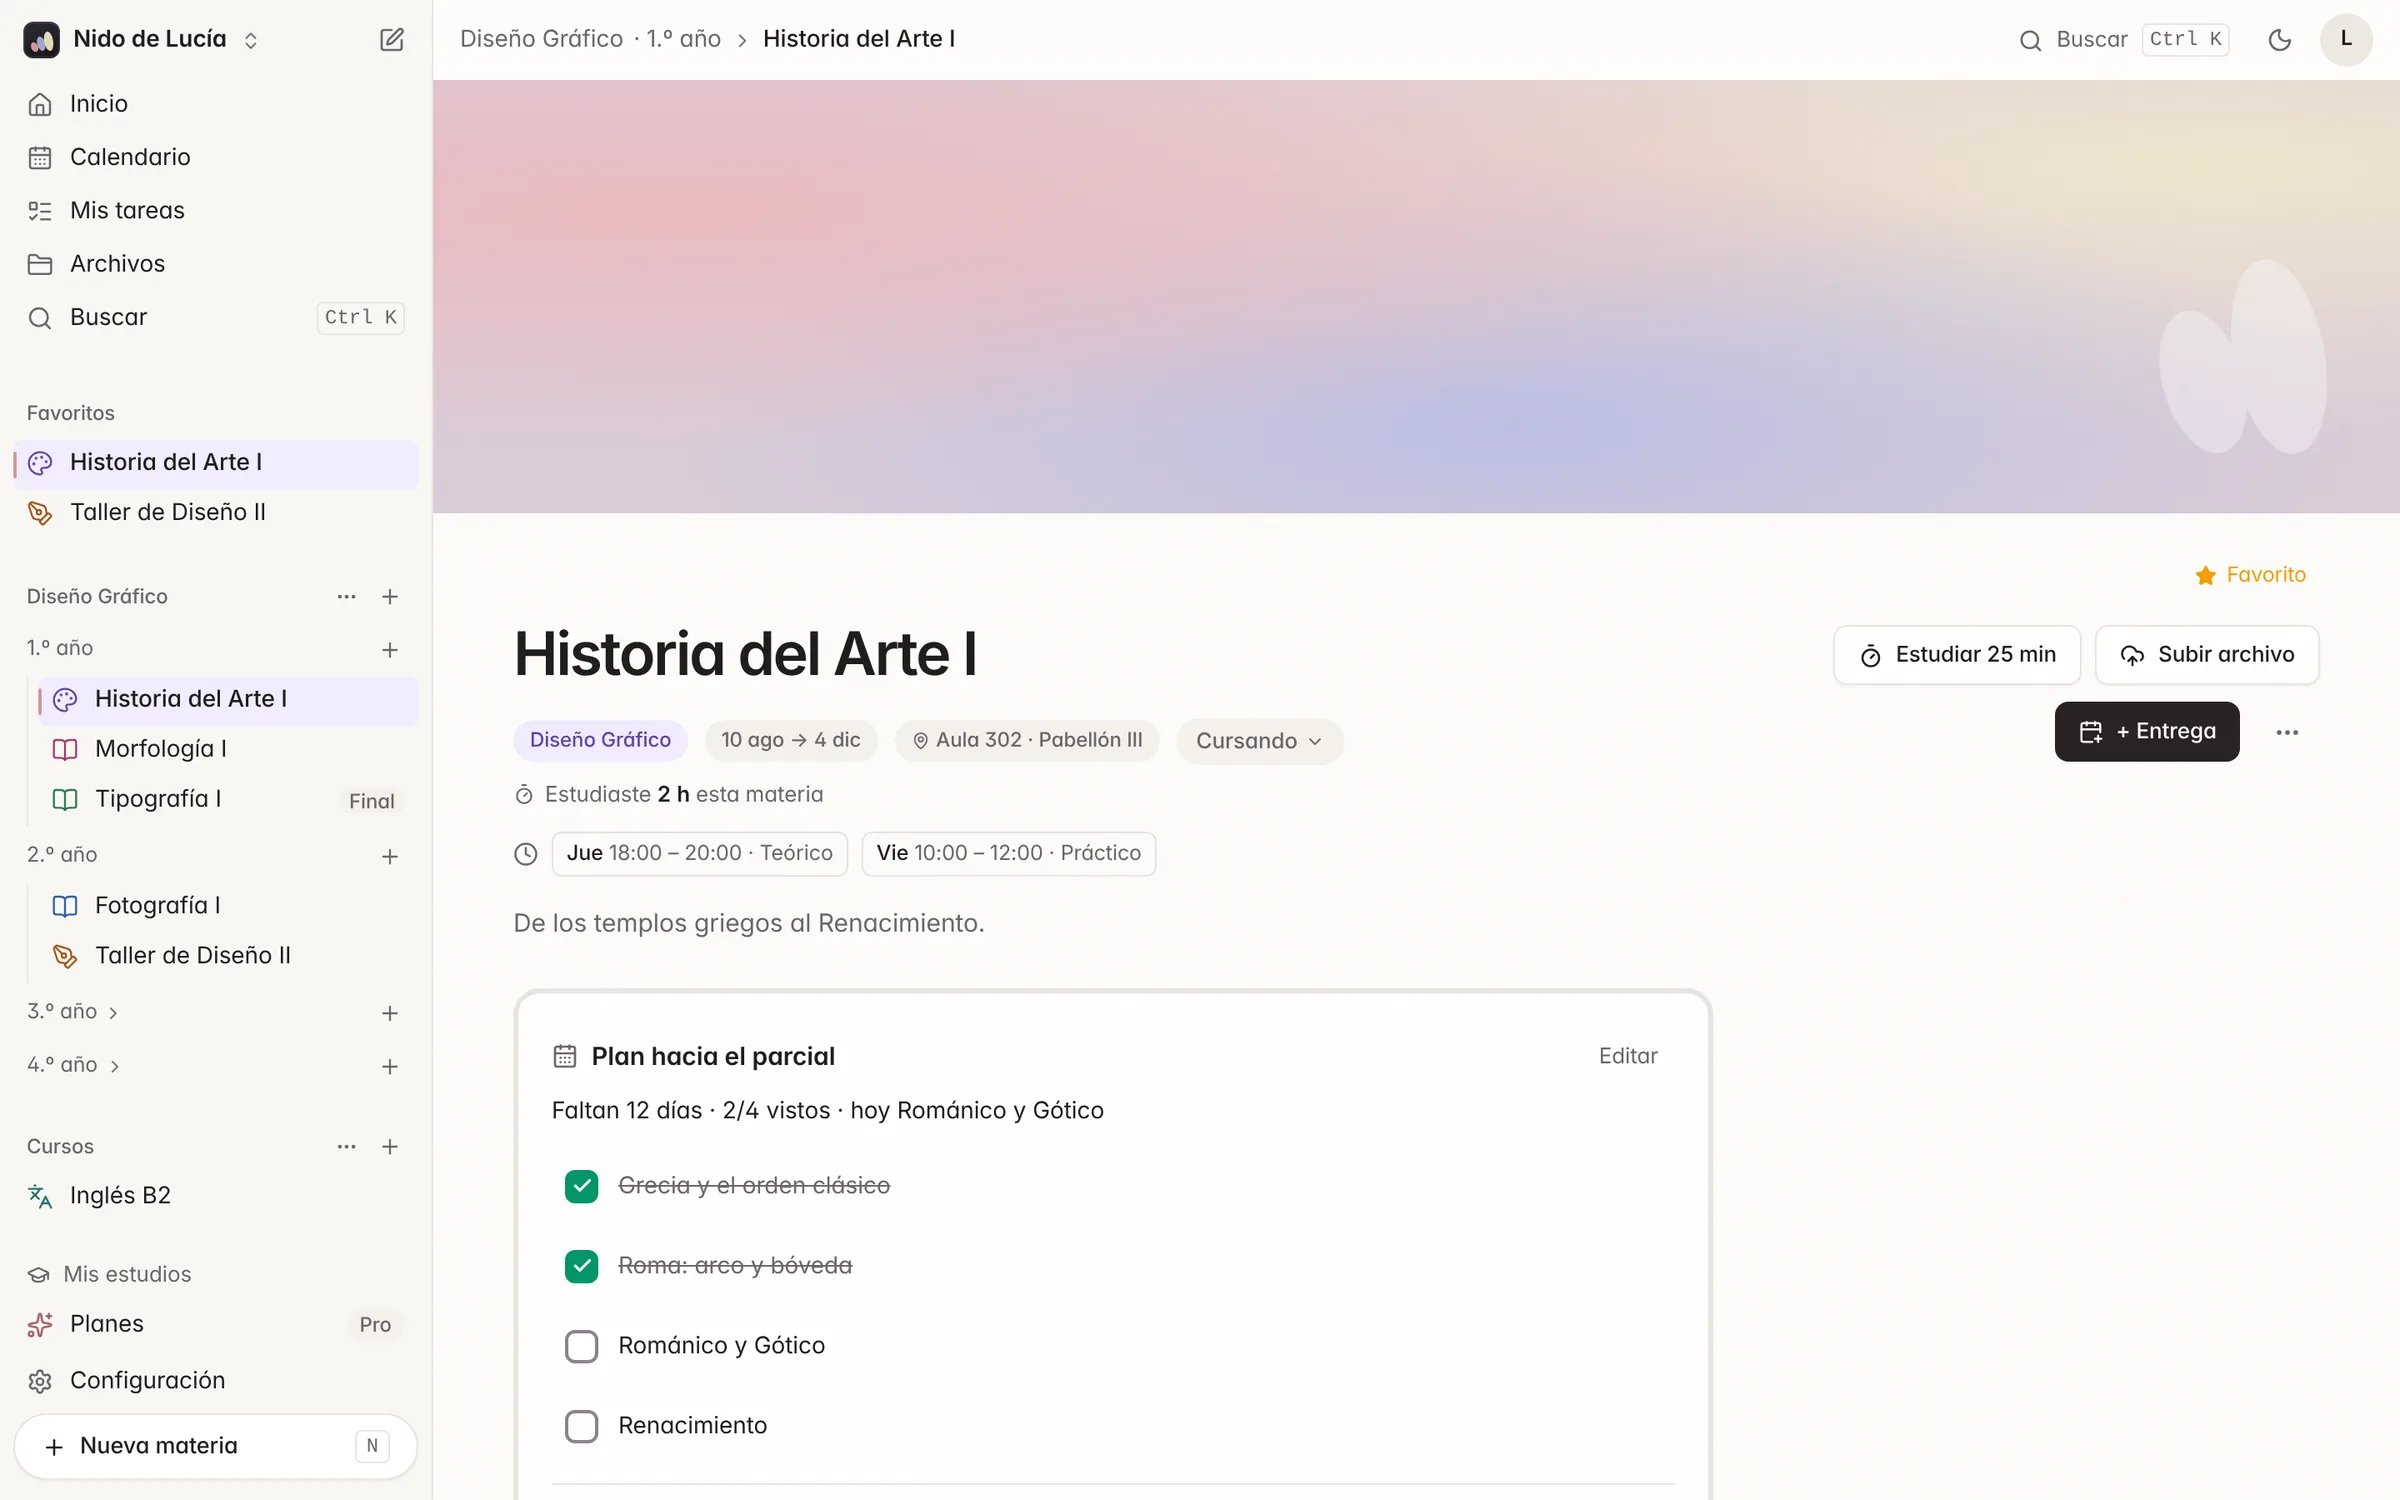 Nido de Lucía
Inicio
Calendario
Mis tareas
Archivos
Buscar Ctrl K
Favoritos
Historia del Arte I
Taller de Diseño II
Diseño Gráfico
1.º año
Historia del Arte I
Morfología I
Tipografía I Final
2.º año
Fotografía I
Taller de Diseño II
3.º año
4.º año
Cursos
Inglés B2
Mis estudios
Planes Pro
Configuración
Nueva materia N
Diseño Gráfico · 1.º año › Historia del Arte I
Buscar Ctrl K
L
Favorito
Historia del Arte I
Estudiar 25 min
Subir archivo
+ Entrega
Diseño Gráfico 10 ago → 4 dic Aula 302 · Pabellón III Cursando
Estudiaste 2 h esta materia
Jue 18:00 – 20:00 · Teórico Vie 10:00 – 12:00 · Práctico
De los templos griegos al Renacimiento.
Plan hacia el parcial Editar
Faltan 12 días · 2/4 vistos · hoy Románico y Gótico
Grecia y el orden clásico
Roma: arco y bóveda
Románico y Gótico
Renacimiento